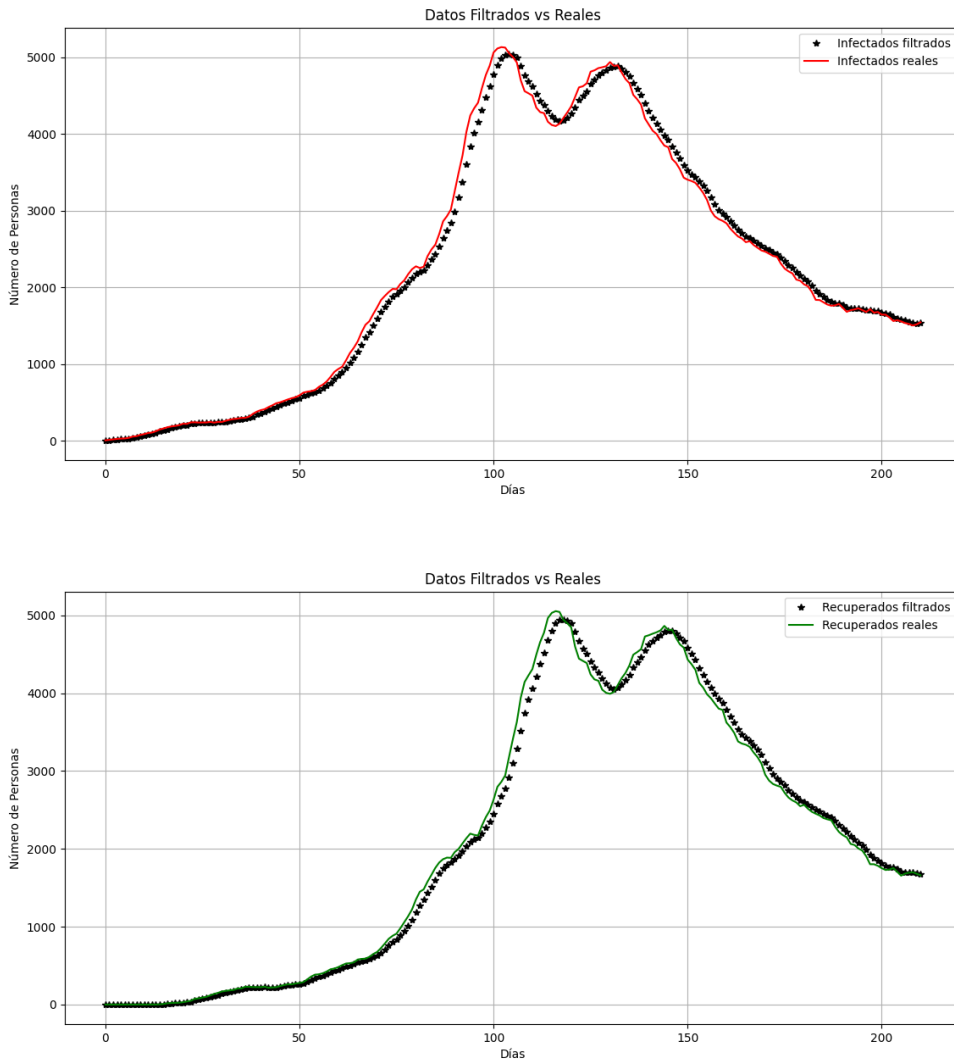 Datos Filtrados vs Reales
Infectados filtrados
Infectados reales
Número de Personas
5000
4000
3000
2000
1000
0
0 50 100 150 200
Días
Datos Filtrados vs Reales
Recuperados filtrados
Recuperados reales
Número de Personas
5000
4000
3000
2000
1000
0
0 50 100 150 200
Días